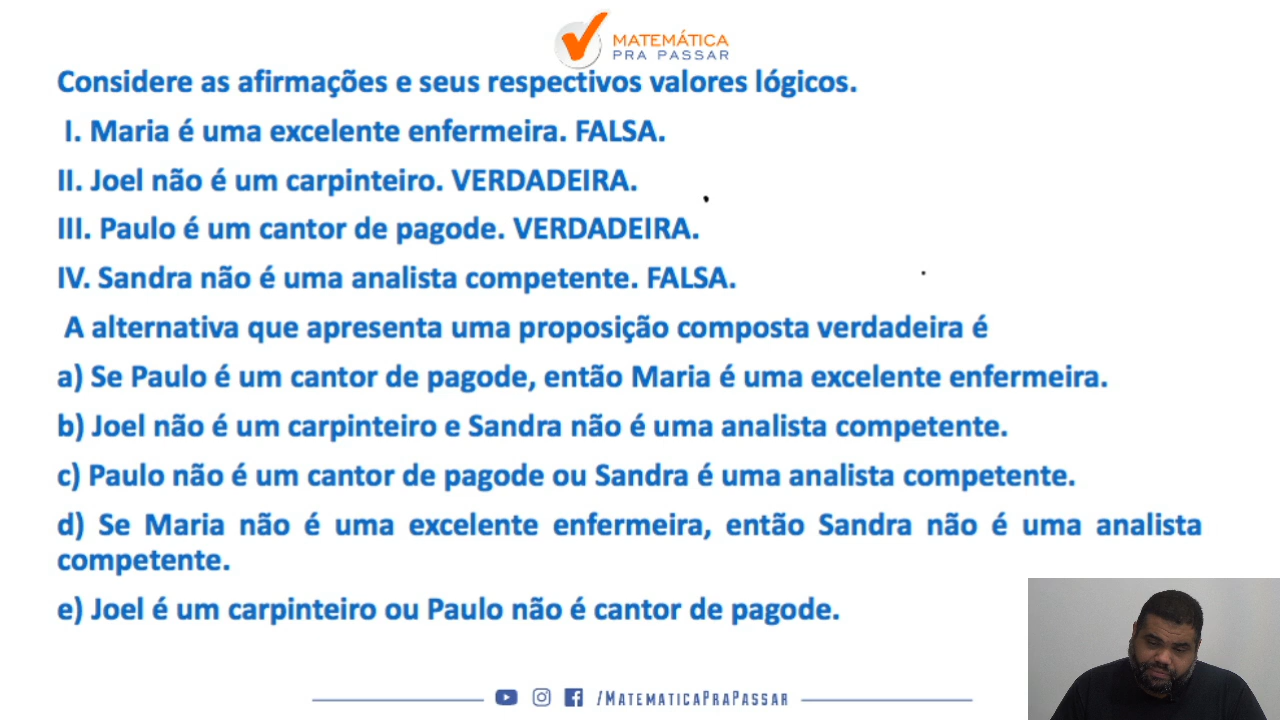 MATEMÁTICA
PRA PASSAR
Considere as afirmações e seus respectivos valores lógicos.
I. Maria é uma excelente enfermeira. FALSA.
II. Joel não é um carpinteiro. VERDADEIRA.
III. Paulo é um cantor de pagode. VERDADEIRA.
IV. Sandra não é uma analista competente. FALSA.
A alternativa que apresenta uma proposição composta verdadeira é
a) Se Paulo é um cantor de pagode, então Maria é uma excelente enfermeira.
b) Joel não é um carpinteiro e Sandra não é uma analista competente.
c) Paulo não é um cantor de pagode ou Sandra é uma analista competente.
d) Se Maria não é uma excelente enfermeira, então Sandra não é uma analista
competente.
e) Joel é um carpinteiro ou Paulo não é cantor de pagode.
/MATEMATICAPRAPASSAR